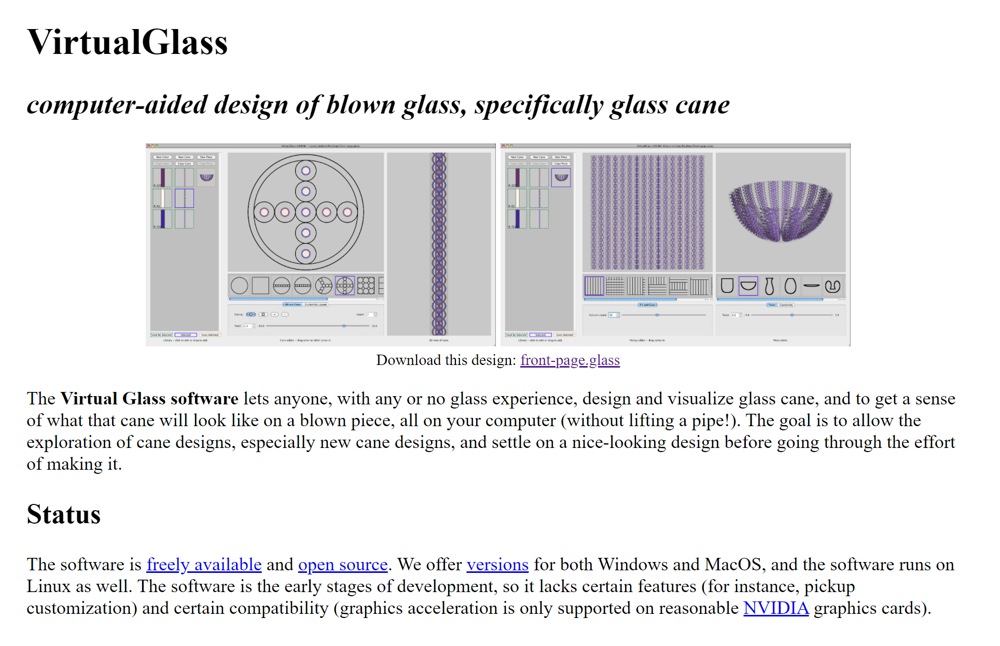 VirtualGlass
computer-aided design of blown glass, specifically glass cane
New Color New Cane New Piece
Copy Color Copy Cane Copy Piece
Fill and Case Customize Layout
Casing: Count: 7
Twist: 5.1 -10.0 10.0
Used By Selected Selected Uses Selected
Library - click to edit or drag to add. Cane editor - drag color or other canes in. 3D view of cane.
New Color New Cane New Piece
Copy Color Copy Cane Copy Piece
Fill and Case Twist Customize
Column count 16 Twist: 3.0 -3.0 3.0
Used By Selected Selected Uses Selected
Library - click to edit or drag to add. Pickup editor - drag canes in. Piece editor.
Download this design: front-page.glass
The Virtual Glass software lets anyone, with any or no glass experience, design and visualize glass cane, and to get a sense
of what that cane will look like on a blown piece, all on your computer (without lifting a pipe!). The goal is to allow the
exploration of cane designs, especially new cane designs, and settle on a nice-looking design before going through the effort
of making it.
Status
The software is freely available and open source. We offer versions for both Windows and MacOS, and the software runs on
Linux as well. The software is the early stages of development, so it lacks certain features (for instance, pickup
customization) and certain compatibility (graphics acceleration is only supported on reasonable NVIDIA graphics cards).